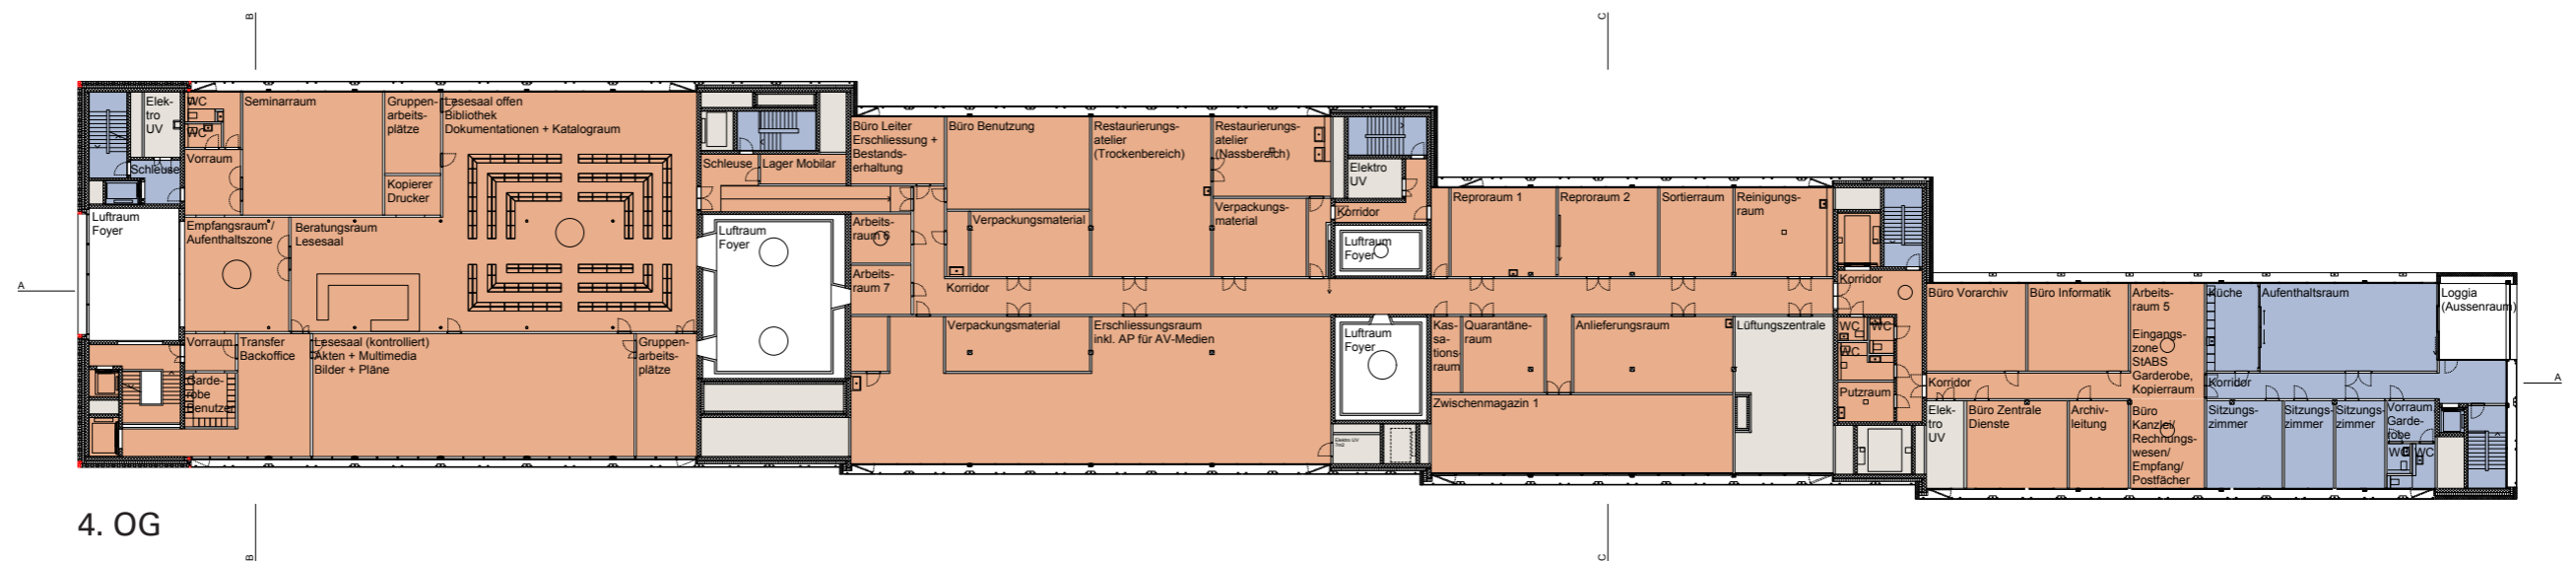 B
C
Elek-
tro
UV
WC
WC
Schleuse
Vorraum
Seminarraum
Gruppen-
arbeits-
plätze
Kopierer
Drucker
Lesesaal offen
Bibliothek
Dokumentationen + Katalograum
Luftraum
Foyer
Empfangsraum /
Aufenthaltszone
Beratungsraum
Lesesaal
Vorraum
Garde-
robe
Benutzer
Transfer
Backoffice
Lesesaal (kontrolliert)
Akten + Multimedia
Bilder + Pläne
Gruppen-
arbeits-
plätze
Schleuse
Lager Mobilar
Luftraum
Foyer
Büro Leiter
Erschliessung +
Bestands-
erhaltung
Büro Benutzung
Verpackungsmaterial
Restaurierungs-
atelier
(Trockenbereich)
Restaurierungs-
atelier
(Nassbereich)
Verpackungs-
material
Arbeits-
raum 6
Arbeits-
raum 7
Korridor
Verpackungsmaterial
Erschliessungsraum
inkl. AP für AV-Medien
Elektro
UV
Korridor
Luftraum
Foyer
Luftraum
Foyer
Elektro UV
Reproraum 1
Reproraum 2
Sortierraum
Reinigungs-
raum
Kas-
sa-
tions-
raum
Quarantäne-
raum
Anlieferungsraum
Lüftungszentrale
Zwischenmagazin 1
Korridor
WC
WC
WC
Putzraum
Büro Vorarchiv
Büro Informatik
Arbeits-
raum 5
Eingangs-
zone
StABS
Garderobe,
Kopierraum
Küche
Aufenthaltsraum
Loggia
(Aussenraum)
Korridor
Korridor
Elek-
tro
UV
Büro Zentrale
Dienste
Archiv-
leitung
Büro
Kanzlei/
Rechnungs-
wesen/
Empfang/
Postfächer
Sitzungs-
zimmer
Sitzungs-
zimmer
Sitzungs-
zimmer
Vorraum
Garde-
robe
WC
WC
A
A
4. OG
B
C